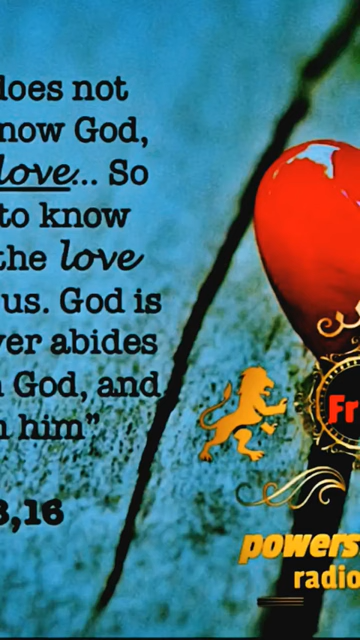 does not
now God,
love... So
to know
the love
us. God is
ver abides
God, and
him”
,16
Fr
powers
radio